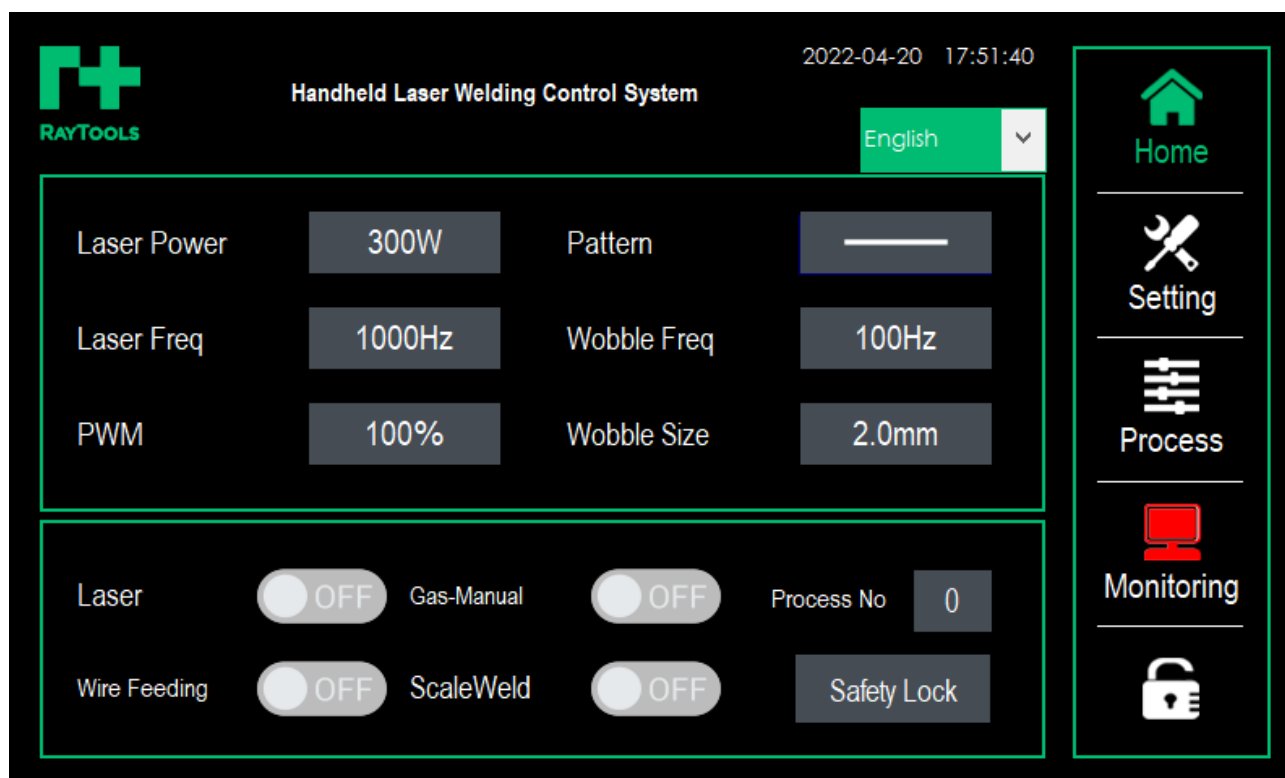 2022-04-20 17:51:40
Handheld Laser Welding Control System
RAYTOOLS
English
Home
Laser Power 300W Pattern
Setting
Laser Freq 1000Hz Wobble Freq 100Hz
PWM 100% Wobble Size 2.0mm
Process
Laser OFF Gas-Manual OFF Process No 0
Monitoring
Wire Feeding OFF ScaleWeld OFF Safety Lock